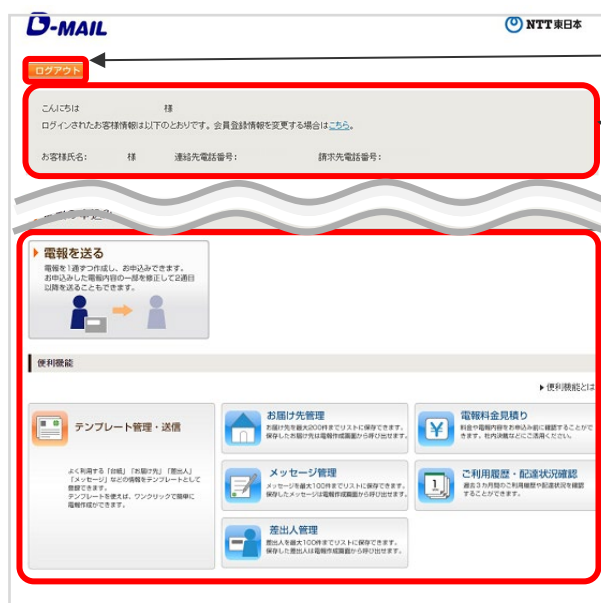 D-MAIL
NTT東日本
ログアウト
こんにちは 様
ログインされたお客様情報は以下のとおりです。会員登録情報を変更する場合はこちら。
お客様氏名: 様 連絡先電話番号: 請求先電話番号:
電報を送る
電報を1通ずつ作成し、お申込みできます。
お申込みした電報内容の一部を修正して2通目
以降を送ることもできます。
便利機能
便利機能とは
テンプレート管理・送信
よく利用する「台紙」「お届け先」「差出人」
「メッセージ」などの情報をテンプレートとして
登録できます。
テンプレートを使えば、ワンクリックで簡単に
電報作成ができます。
お届け先管理
お届け先を最大200件までリストに保存できます。
保存したお届け先は電報作成画面から呼び出せます。
電報料金見積り
料金や電報内容をお申込み前に確認することがで
きます。社内決裁などにご活用ください。
メッセージ管理
メッセージを最大100件までリストに保存できます。
保存したメッセージは電報作成画面から呼び出せます。
ご利用履歴・配達状況確認
過去3カ月間のご利用履歴や配達状況を確認
することができます。
差出人管理
差出人を最大100件までリストに保存できます。
保存した差出人は電報作成画面から呼び出せます。